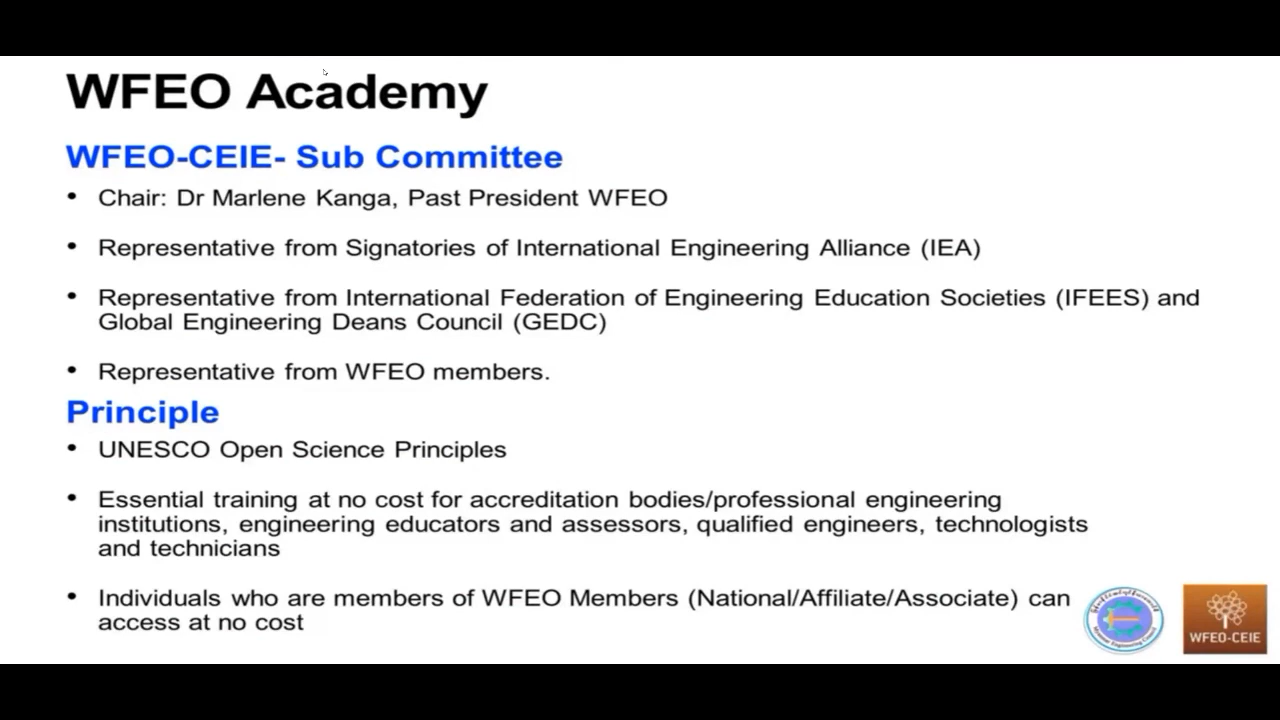 WFEO Academy
WFEO-CEIE- Sub Committee
• Chair: Dr Marlene Kanga, Past President WFEO
• Representative from Signatories of International Engineering Alliance (IEA)
• Representative from International Federation of Engineering Education Societies (IFEES) and
Global Engineering Deans Council (GEDC)
• Representative from WFEO members.
Principle
• UNESCO Open Science Principles
• Essential training at no cost for accreditation bodies/professional engineering
institutions, engineering educators and assessors, qualified engineers, technologists
and technicians
• Individuals who are members of WFEO Members (National/Affiliate/Associate) can
access at no cost
Myanmar Engineering Council
WFEO-CEIE